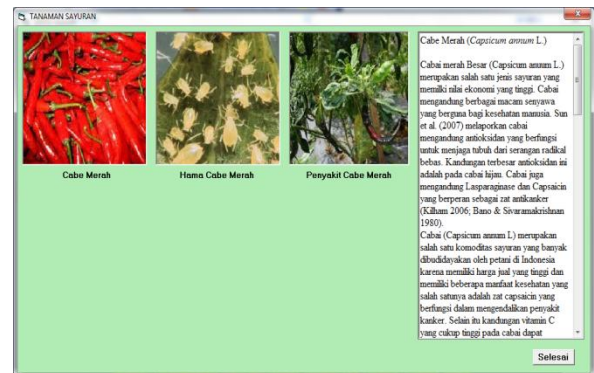 TANAMAN SAYURAN
Cabe Merah
Hama Cabe Merah
Penyakit Cabe Merah
Cabe Merah (Capsicum annum L.)
Cabai merah Besar (Capsicum anuum L.)
merupakan salah satu jenis sayuran yang
memilki nilai ekonomi yang tinggi. Cabai
mengandung berbagai macam senyawa
yang berguna bagi kesehatan manusia. Sun
et al. (2007) melaporkan cabai
mengandung antioksidan yang berfungsi
untuk menjaga tubuh dari serangan radikal
bebas. Kandungan terbesar antioksidan ini
adalah pada cabai hijau. Cabai juga
mengandung Lasparaginase dan Capsaicin
yang berperan sebagai zat antikanker
(Kilham 2006; Bano & Sivaramakrishnan
1980).
Cabai (Capsicum annum L) merupakan
salah satu komoditas sayuran yang banyak
dibudidayakan oleh petani di Indonesia
karena memiliki harga jual yang tinggi dan
memiliki beberapa manfaat kesehatan yang
salah satunya adalah zat capsaicin yang
berfungsi dalam mengendalikan penyakit
kanker. Selain itu kandungan vitamin C
yang cukup tinggi pada cabai dapat
Selesai